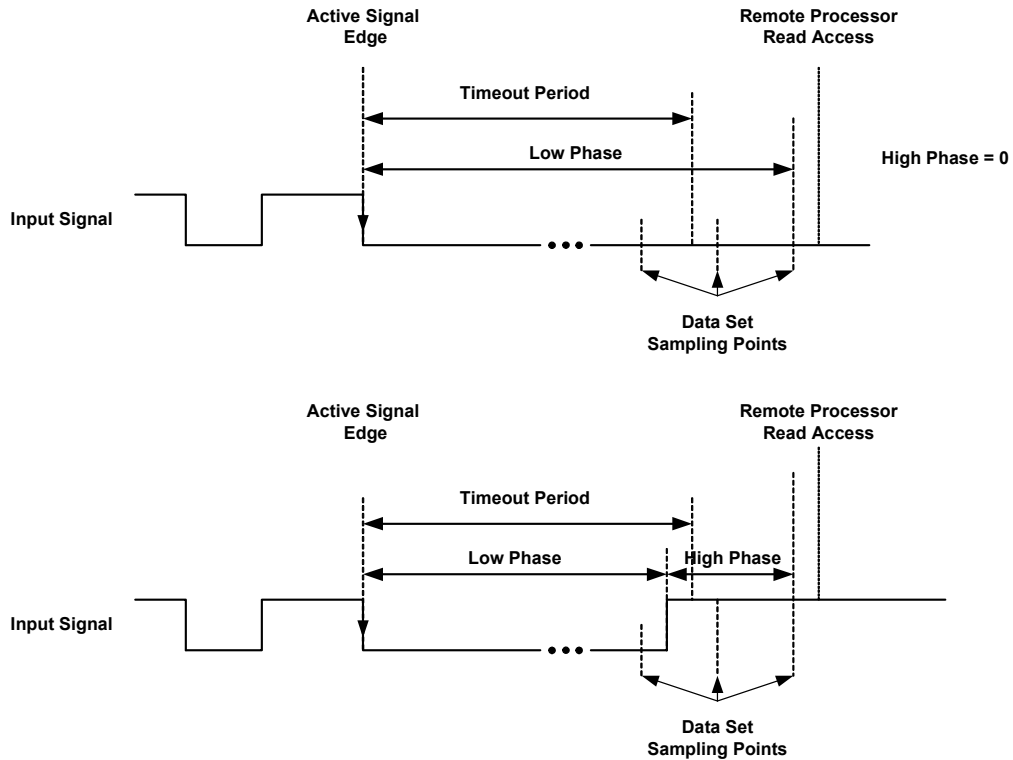 Active Signal
Edge
Remote Processor
Read Access
Timeout Period
Low Phase
High Phase = 0
Input Signal
Data Set
Sampling Points
Active Signal
Edge
Remote Processor
Read Access
Timeout Period
Low Phase
High Phase
Input Signal
Data Set
Sampling Points